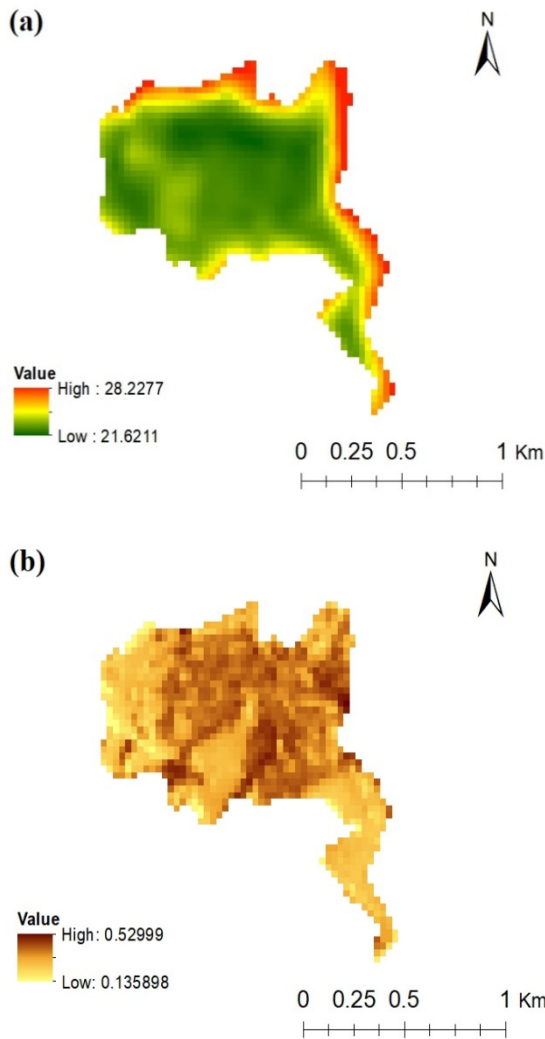 (a)
N
Value
High : 28.2277
Low : 21.6211
0 0.25 0.5 1 Km
(b)
N
Value
High: 0.52999
Low: 0.135898
0 0.25 0.5 1 Km